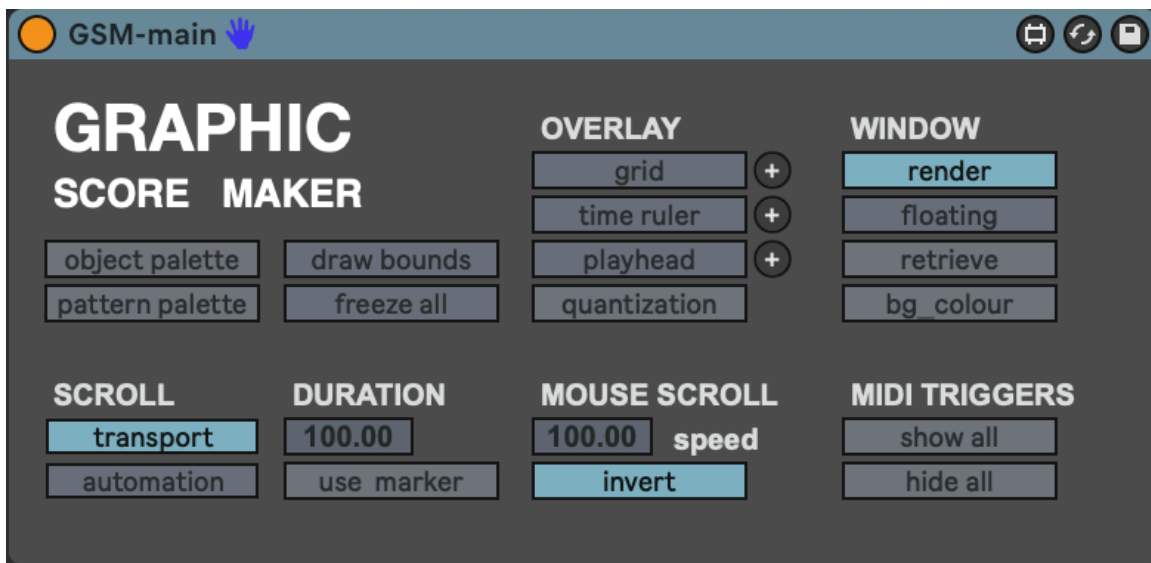 GSM-main
GRAPHIC
SCORE MAKER
object palette
draw bounds
pattern palette
freeze all
OVERLAY
grid +
time ruler +
playhead +
quantization
WINDOW
render
floating
retrieve
bg_colour
SCROLL
transport
automation
DURATION
100.00
use marker
MOUSE SCROLL
100.00 speed
invert
MIDI TRIGGERS
show all
hide all